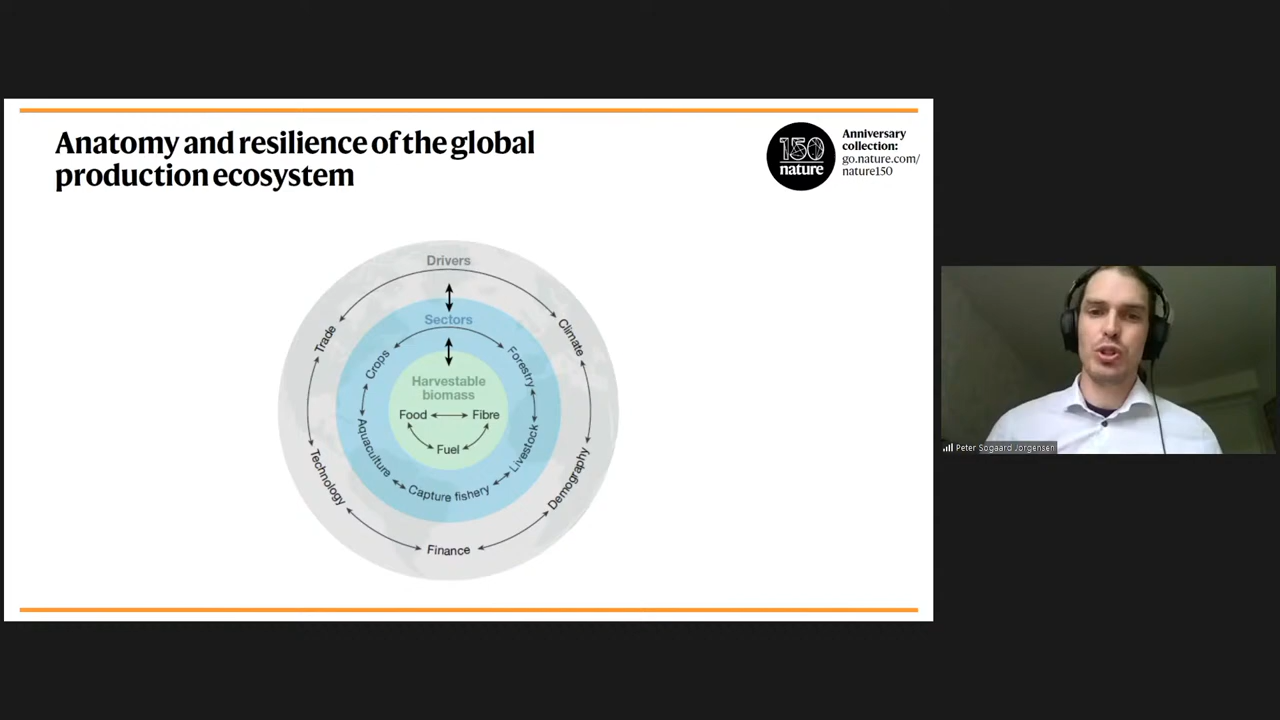 Anatomy and resilience of the global
production ecosystem
150
nature
Anniversary
collection:
go.nature.com/
nature150
Drivers
Trade
Climate
Sectors
Crops
Forestry
Harvestable
biomass
Food
Fibre
Fuel
Aquaculture
Livestock
Capture fishery
Technology
Demography
Finance
Peter Sogaard Jorgensen